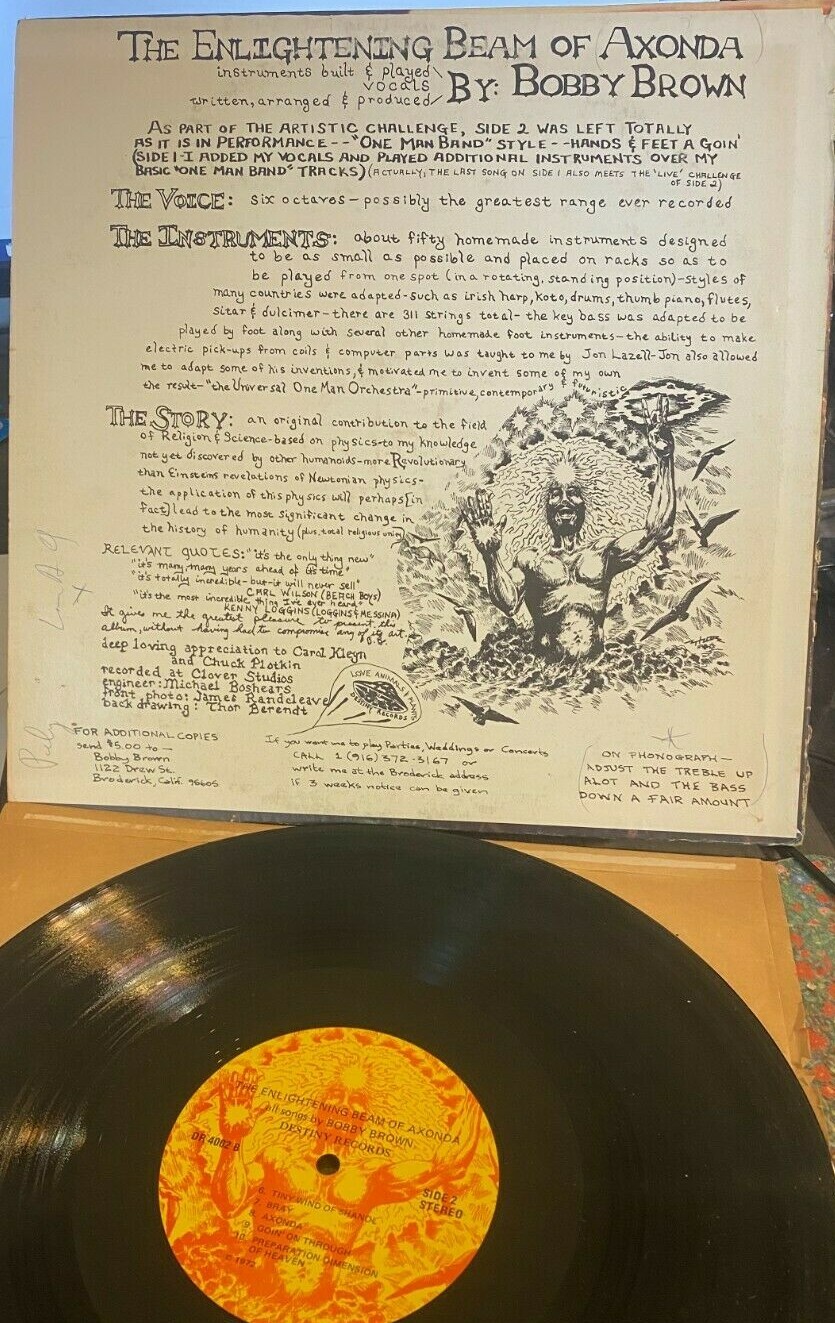 THE ENLIGHTENING BEAM OF AXONDA
instruments built & played
vocals
written, arranged & produced
BY: BOBBY BROWN
AS PART OF THE ARTISTIC CHALLENGE, SIDE 2 WAS LEFT TOTALLY
AS IT IS IN PERFORMANCE--"ONE MAN BAND" STYLE--HANDS & FEET A GOIN'
(SIDE 1-I ADDED MY VOCALS AND PLAYED ADDITIONAL INSTRUMENTS OVER MY
BASIC "ONE MAN BAND" TRACKS) (ACTUALLY, THE LAST SONG ON SIDE 1 ALSO MEETS THE 'LIVE' CHALLENGE
OF SIDE 2)
THE VOICE: six octaves-possibly the greatest range ever recorded
THE INSTRUMENTS: about fifty homemade instruments designed
to be as small as possible and placed on racks so as to
be played from one spot (in a rotating, standing position)-styles of
many countries were adapted-such as irish harp, koto, drums, thumb piano, flutes,
sitar & dulcimer-there are 311 strings total-the key bass was adapted to be
played by foot along with several other homemade foot instruments-the ability to make
electric pick-ups from coils & computer parts was taught to me by Jon Lazell-Jon also allowed
me to adapt some of his inventions, & motivated me to invent some of my own
the result-"the Universal One Man Orchestra"-primitive, contemporary & futuristic
THE STORY: an original contribution to the field
of Religion & Science-based on physics-to my knowledge
not yet discovered by other humanoids-more Revolutionary
than Einsteins revelations of Newtonian physics-
the application of this physics will perhaps [in
fact] lead to the most significant change in
the history of humanity (plus, total religious union)
RELEVANT QUOTES: "it's the only thing new"
"it's many, many years ahead of its time"
"it's totally incredible-but-it will never sell"
CARL WILSON (BEACH BOYS)
"it's the most incredible thing I've ever heard"
KENNY LOGGINS (LOGGINS & MESSINA)
It gives me the greatest pleasure to present this
album, without having had to compromise any of its art.
deep loving appreciation to Carol Kleyn
and Chuck Plotkin
recorded at Clover Studios
engineer: Michael Boshears
front photo: James Randcleave
back drawing: Thor Berendt
LOVE ANIMALS & PLANTS
DESTINY RECORDS
FOR ADDITIONAL COPIES
send $5.00 to-
Bobby Brown
1122 Drew St.
Broderick, Calif. 95605
If you want me to play Parties, Weddings or Concerts
CALL 1 (916) 372-3167 or
write me at the Broderick address
if 3 weeks notice can be given
ON PHONOGRAPH-
ADJUST THE TREBLE UP
ALOT AND THE BASS
DOWN A FAIR AMOUNT
THE ENLIGHTENING BEAM OF AXONDA
all songs by BOBBY BROWN
DESTINY RECORDS
DR 4002 B
SIDE 2
STEREO
6. TINY WIND OF SHANOL
7. BRAY
8. AXONDA
9. GOIN' ON THROUGH
10. PREPARATION DIMENSION
OF HEAVEN
© 1972